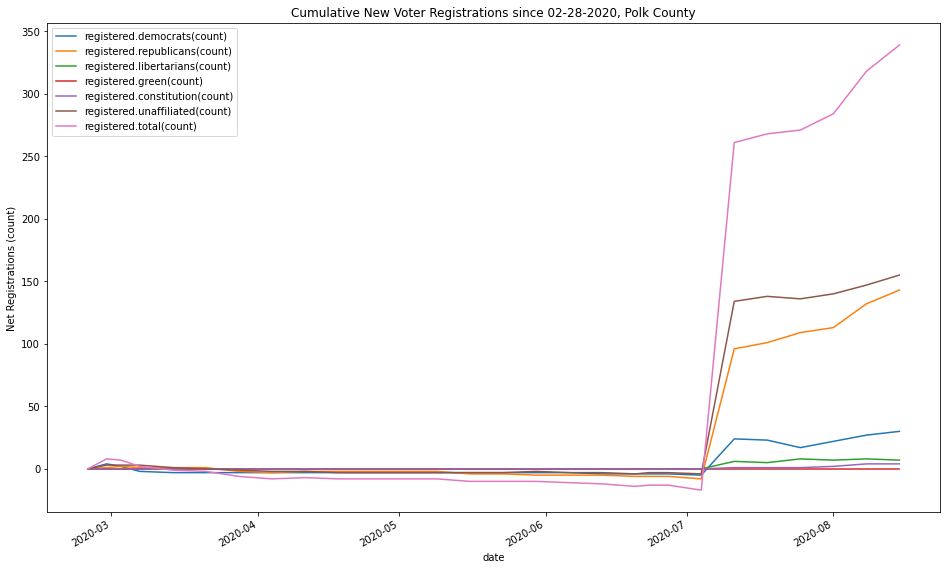 Cumulative New Voter Registrations since 02-28-2020, Polk County
registered.democrats(count)
registered.republicans(count)
registered.libertarians(count)
registered.green(count)
registered.constitution(count)
registered.unaffiliated(count)
registered.total(count)
Net Registrations (count)
350
300
250
200
150
100
50
0
2020-03
2020-04
2020-05
2020-06
2020-07
2020-08
date